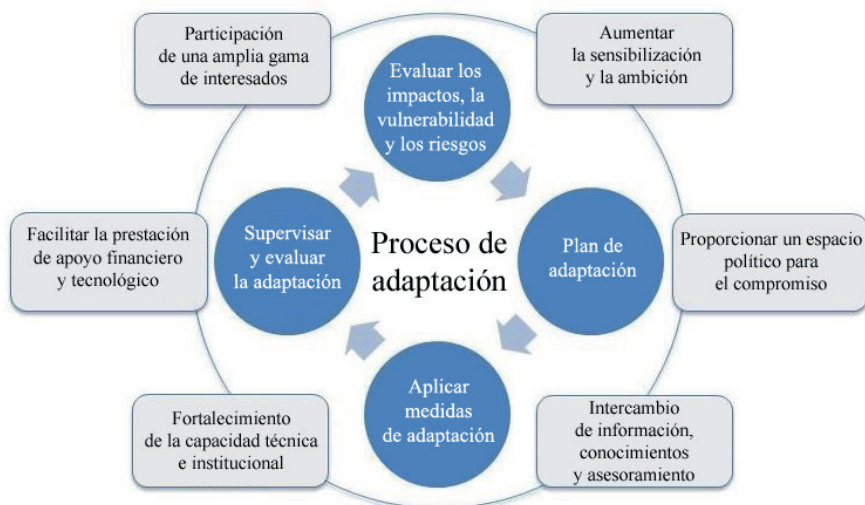 Participación
de una amplia gama
de interesados
Evaluar los
impactos, la
vulnerabilidad
y los riesgos
Aumentar
la sensibilización
y la ambición
Facilitar la prestación
de apoyo financiero
y tecnológico
Supervisar
y evaluar
la adaptación
Proceso de
adaptación
Plan de
adaptación
Proporcionar un espacio
político para
el compromiso
Fortalecimiento
de la capacidad técnica
e institucional
Aplicar
medidas
de adaptación
Intercambio
de información,
conocimientos
y asesoramiento